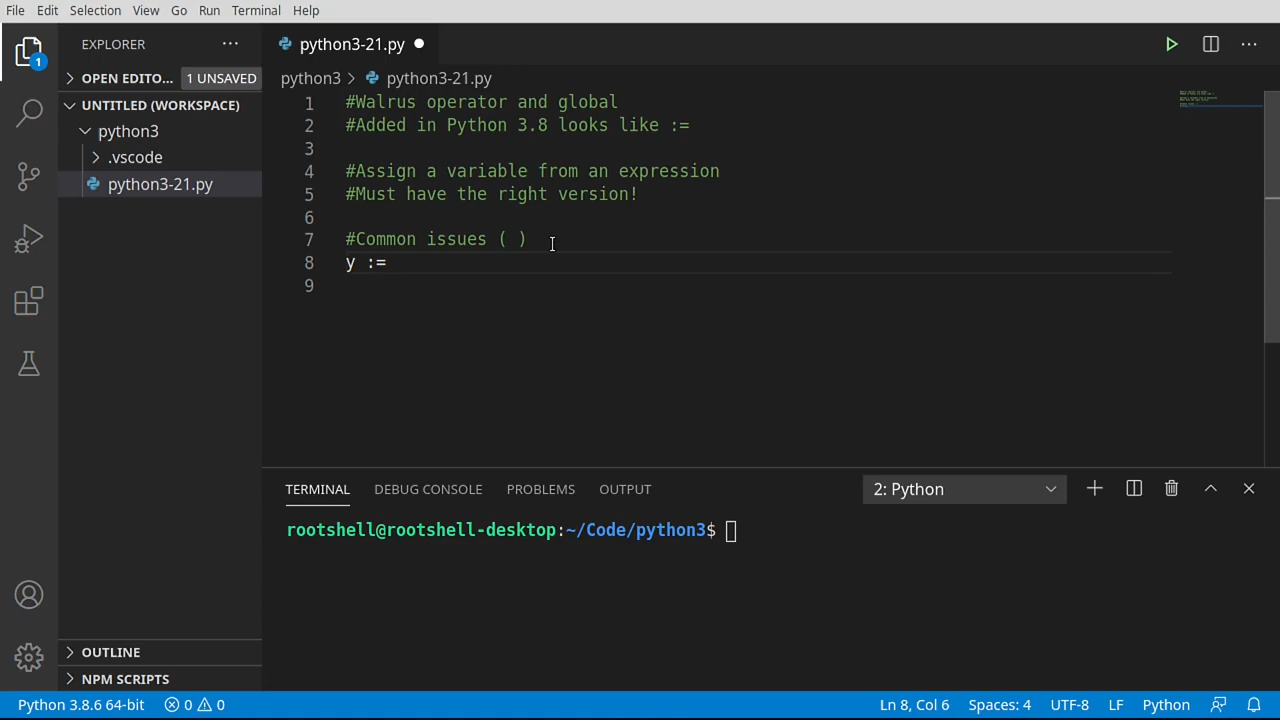 File Edit Selection View Go Run Terminal Help
EXPLORER ···
python3-21.py
1
OPEN EDITO... 1 UNSAVED
python3 > python3-21.py
UNTITLED (WORKSPACE)
python3
.vscode
python3-21.py
1 #Walrus operator and global
2 #Added in Python 3.8 looks like :=
3
4 #Assign a variable from an expression
5 #Must have the right version!
6
7 #Common issues ( )
8 y :=
9
TERMINAL DEBUG CONSOLE PROBLEMS OUTPUT 2: Python
rootshell@rootshell-desktop:~/Code/python3$
OUTLINE
NPM SCRIPTS
Python 3.8.6 64-bit 0 0 Ln 8, Col 6 Spaces: 4 UTF-8 LF Python